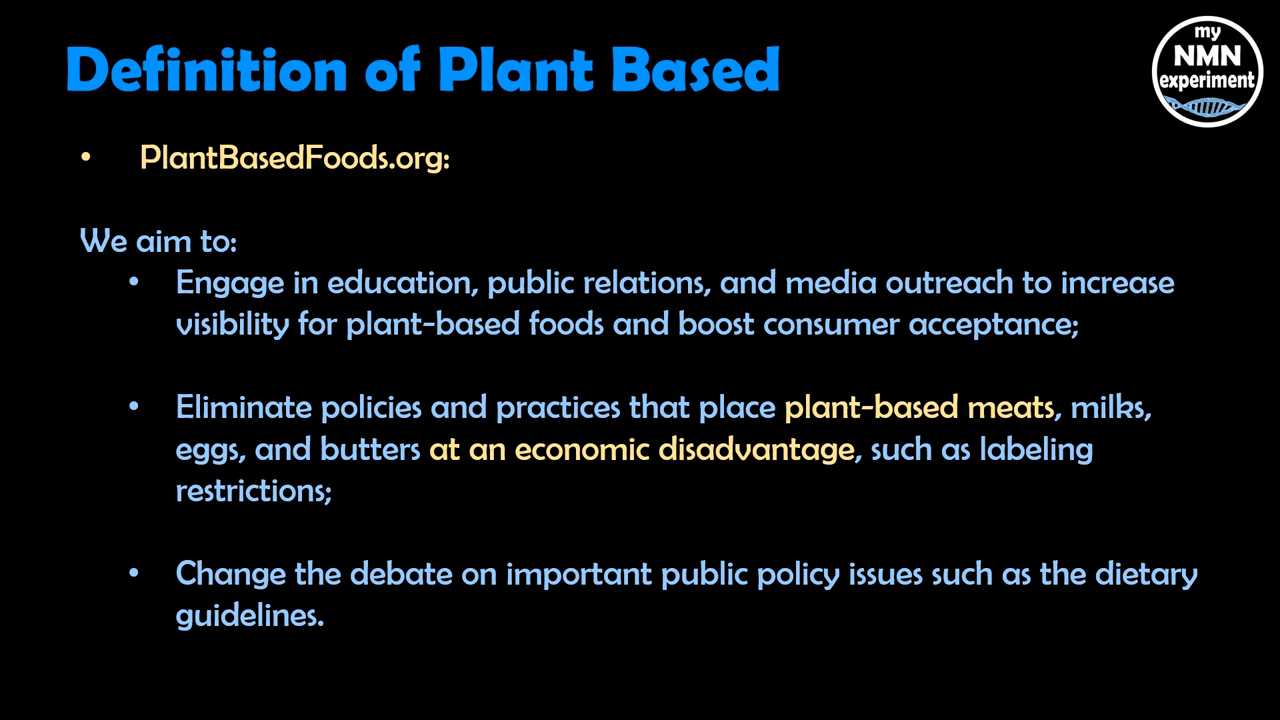 Definition of Plant Based
my
NMN
experiment
• PlantBasedFoods.org:
We aim to:
• Engage in education, public relations, and media outreach to increase
visibility for plant-based foods and boost consumer acceptance;
• Eliminate policies and practices that place plant-based meats, milks,
eggs, and butters at an economic disadvantage, such as labeling
restrictions;
• Change the debate on important public policy issues such as the dietary
guidelines.